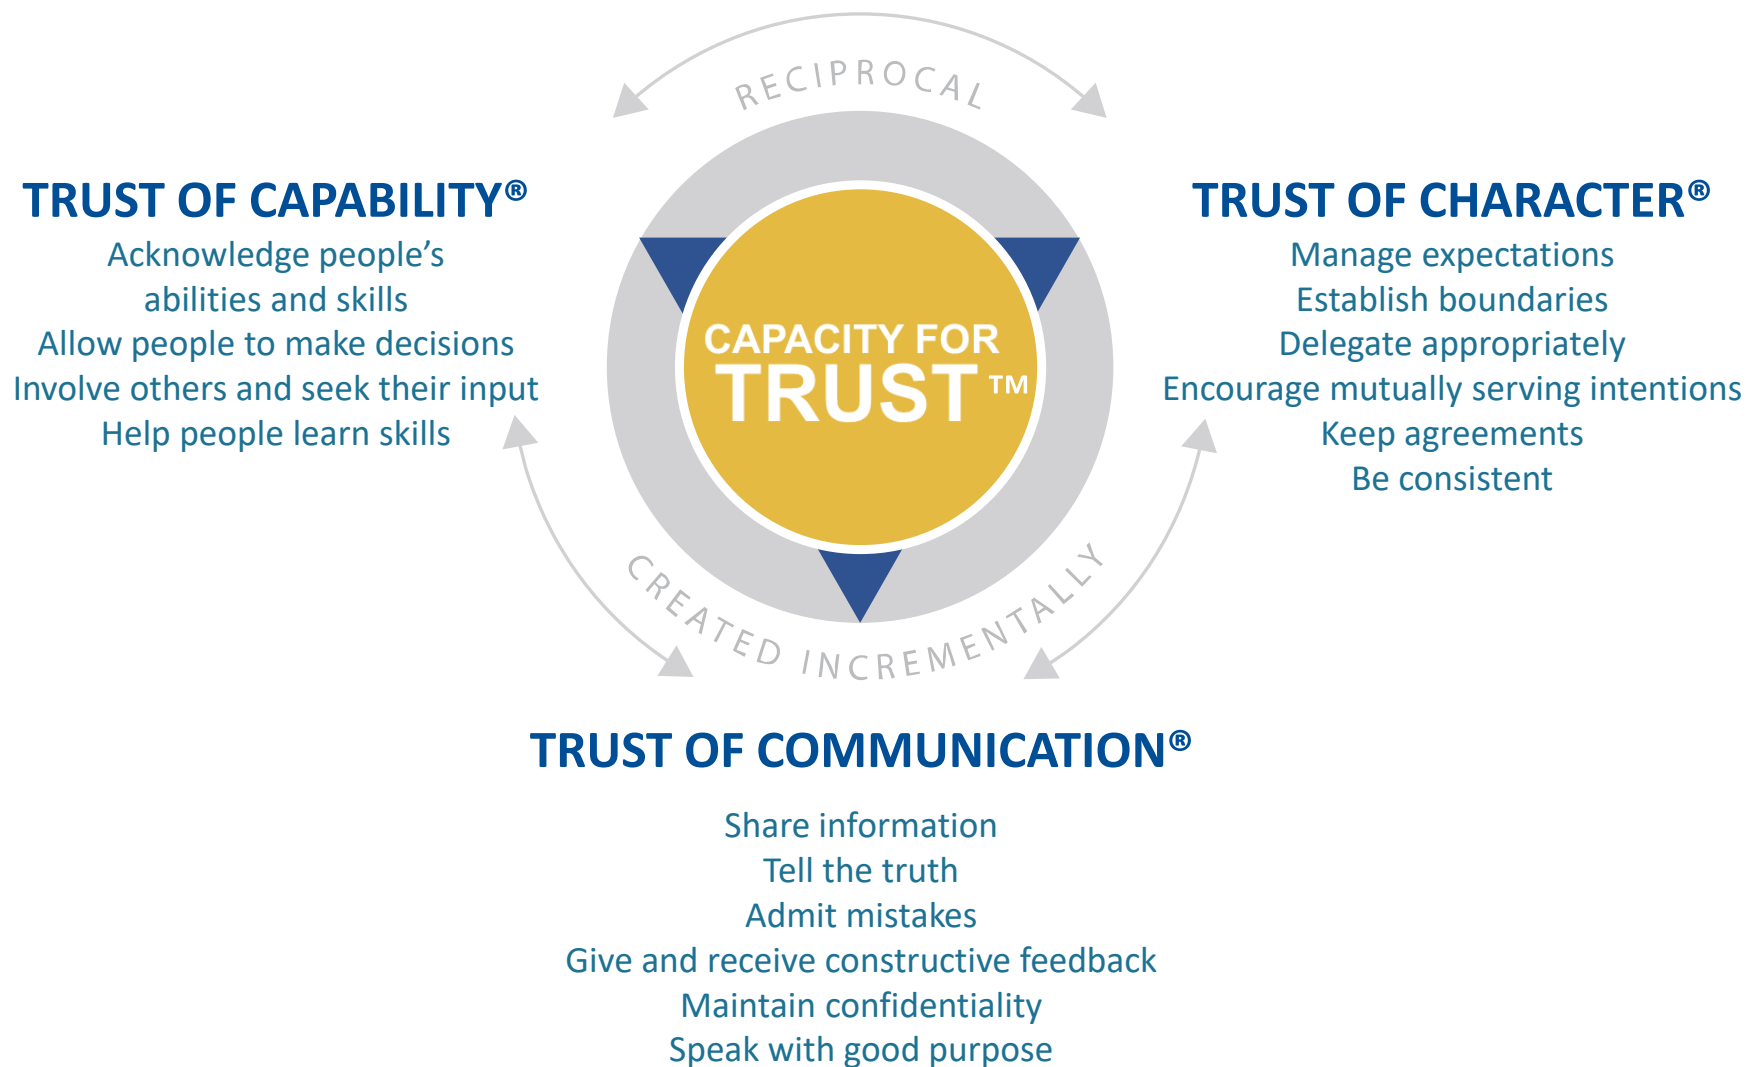 RECIPROCAL
TRUST OF CAPABILITY®
Acknowledge people’s
abilities and skills
Allow people to make decisions
Involve others and seek their input
Help people learn skills
CAPACITY FOR
TRUST™
TRUST OF CHARACTER®
Manage expectations
Establish boundaries
Delegate appropriately
Encourage mutually serving intentions
Keep agreements
Be consistent
CREATED INCREMENTALLY
TRUST OF COMMUNICATION®
Share information
Tell the truth
Admit mistakes
Give and receive constructive feedback
Maintain confidentiality
Speak with good purpose